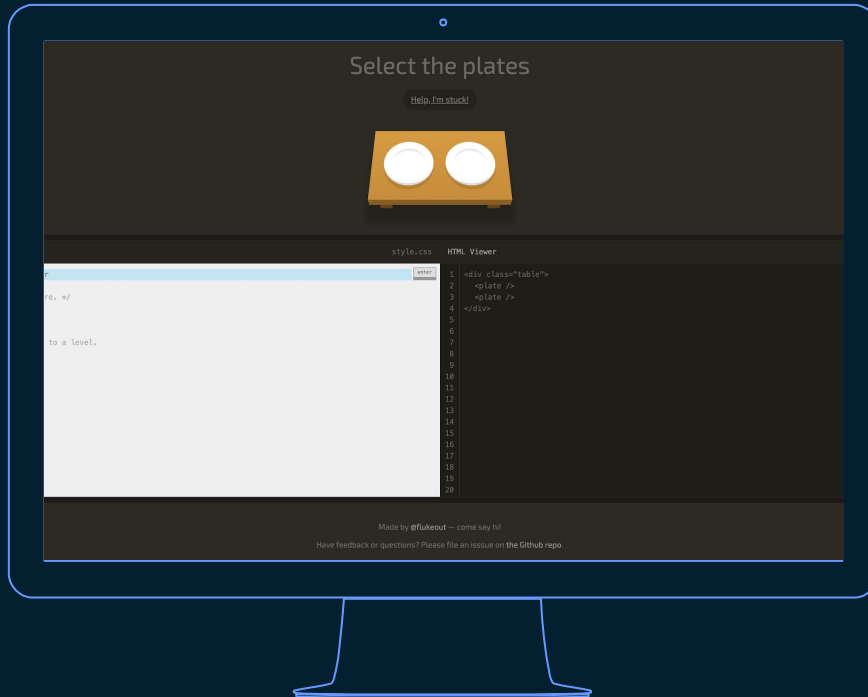 Select the plates
Help, I'm stuck!
style.css
HTML Viewer
r
enter
re. */
to a level.
1 <div class="table">
2 <plate />
3 <plate />
4 </div>
5
6
7
8
9
10
11
12
13
14
15
16
17
18
19
20
Made by @flukeout — come say hi!
Have feedback or questions? Please file an isssue on the Github repo.